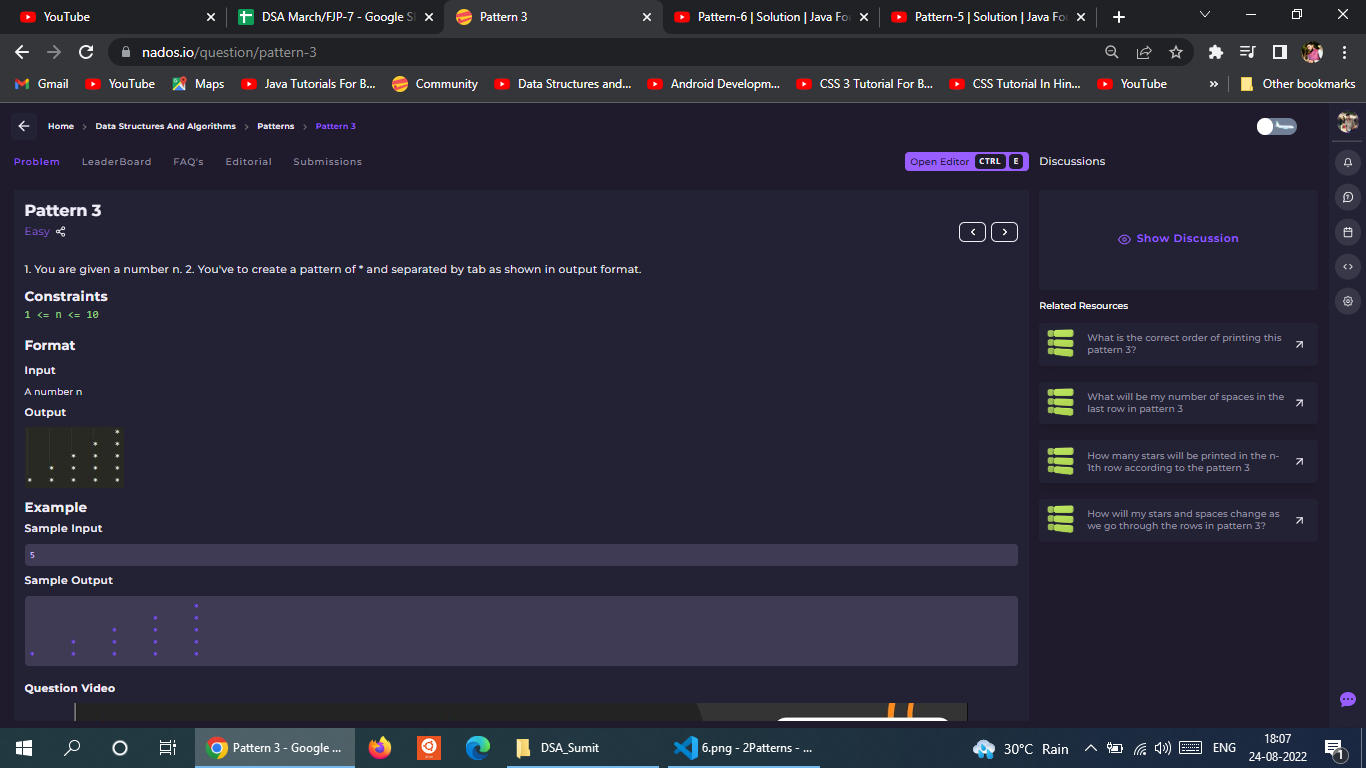 YouTube
DSA March/FJP-7 - Google Sh
Pattern 3
Pattern-6 | Solution | Java Fo
Pattern-5 | Solution | Java Fo
nados.io/question/pattern-3
Gmail
YouTube
Maps
Java Tutorials For B...
Community
Data Structures and...
Android Developm...
CSS 3 Tutorial For B...
CSS Tutorial In Hin...
YouTube
»
Other bookmarks
Home > Data Structures And Algorithms > Patterns > Pattern 3
Problem LeaderBoard FAQ's Editorial Submissions
Open Editor CTRL E
Discussions
Pattern 3
Easy
1. You are given a number n. 2. You've to create a pattern of * and separated by tab as shown in output format.
Constraints
1 <= n <= 10
Format
Input
A number n
Output
*
* *
* * *
* * * *
* * * * *
Example
Sample Input
5
Sample Output
*
* *
* * *
* * * *
* * * * *
Question Video
Show Discussion
Related Resources
What is the correct order of printing this
pattern 3?
What will be my number of spaces in the
last row in pattern 3
How many stars will be printed in the n-
1th row according to the pattern 3
How will my stars and spaces change as
we go through the rows in pattern 3?
Pattern 3 - Google ...
DSA_Sumit
6.png - 2Patterns - ...
30°C Rain
ENG
18:07
24-08-2022
1